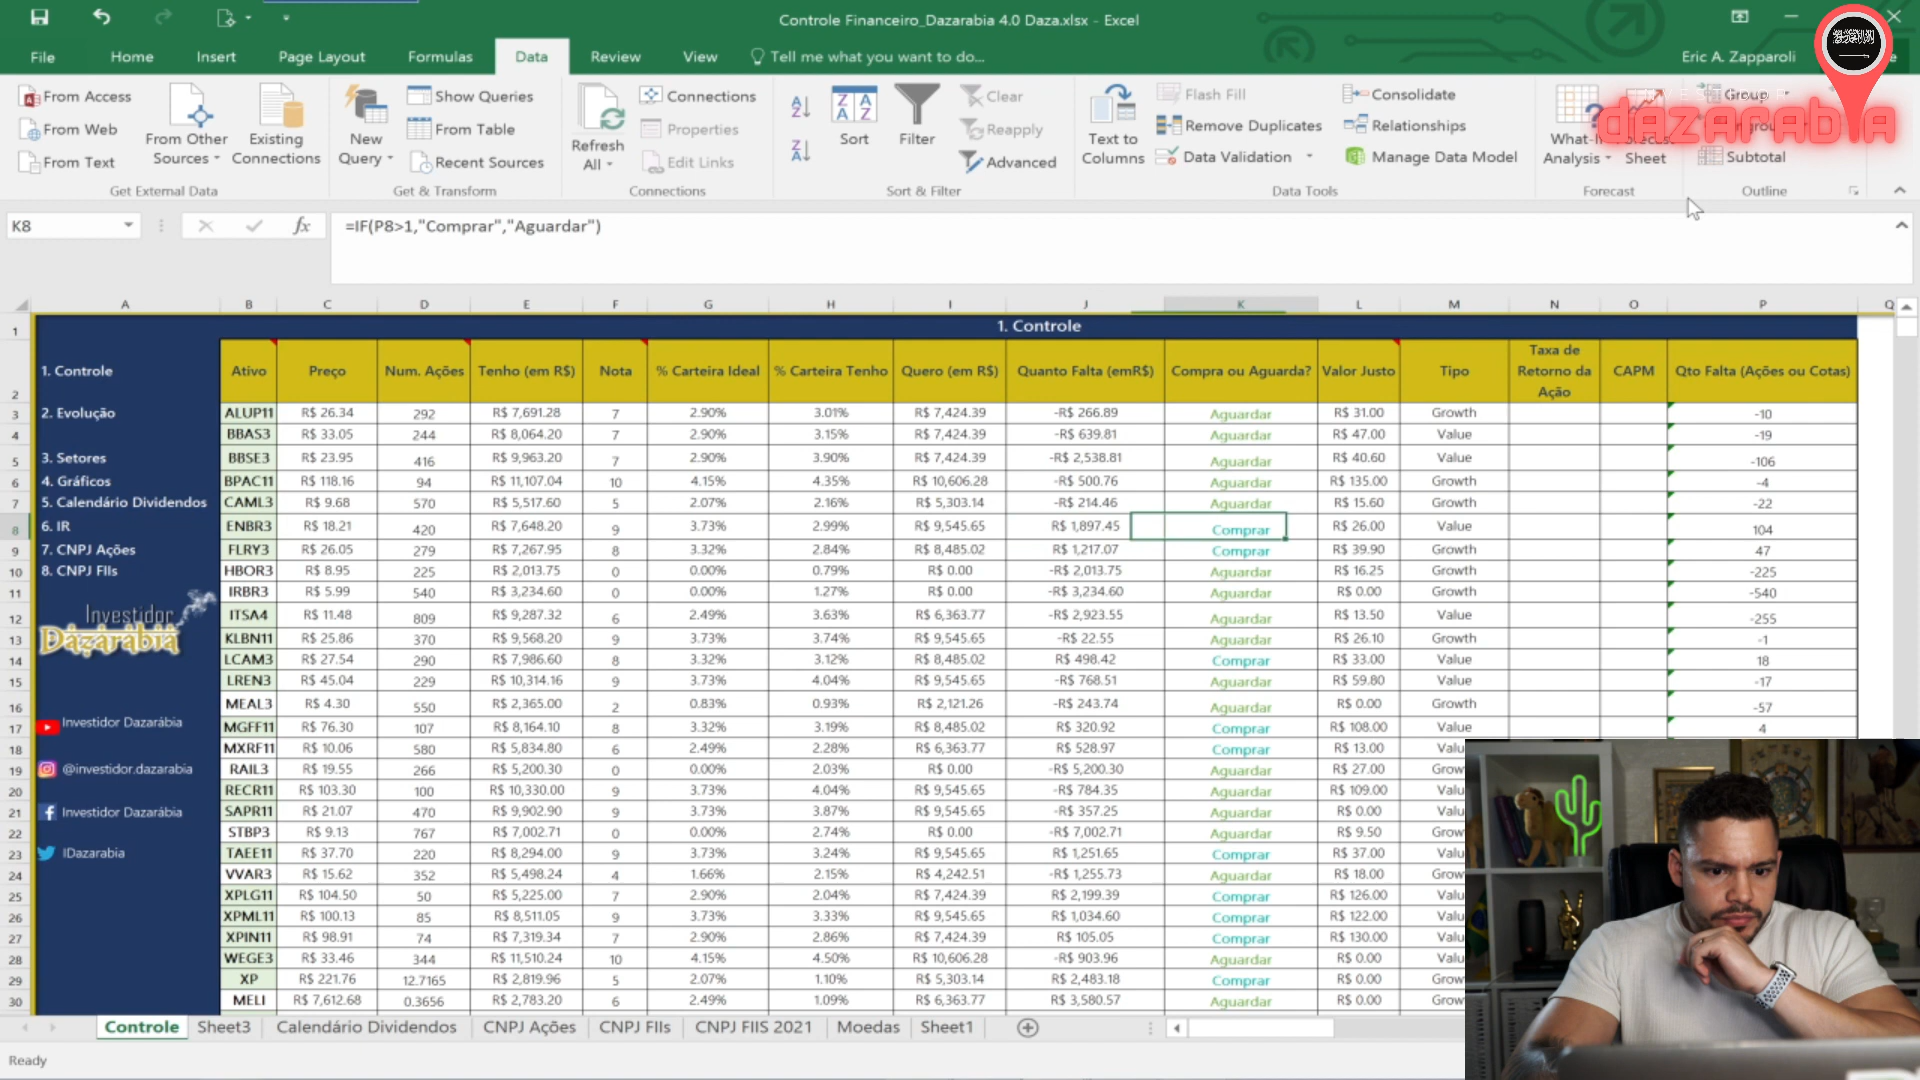 Controle Financeiro_Dazarabia 4.0 Daza.xlsx - Excel
File Home Insert Page Layout Formulas Data Review View Tell me what you want to do... Eric A. Zapparoli
From Access
From Web
From Text
From Other Sources
Existing Connections
Get External Data
New Query
Show Queries
From Table
Recent Sources
Get & Transform
Refresh All
Connections
Properties
Edit Links
Connections
Sort
Filter
Clear
Reapply
Advanced
Sort & Filter
Text to Columns
Flash Fill
Remove Duplicates
Data Validation
Consolidate
Relationships
Manage Data Model
Data Tools
Analysis
Sheet
Forecast
Group
Subtotal
Outline
dazarabia
K8 fx =IF(P8>1,"Comprar","Aguardar")
A B C D E F G H I J K L M N O P Q
1 1. Controle
2 1. Controle Ativo Preço Num. Ações Tenho (em R$) Nota % Carteira Ideal % Carteira Tenho Quero (em R$) Quanto Falta (emR$) Compra ou Aguarda? Valor Justo Tipo Taxa de Retorno da Ação CAPM Qto Falta (Ações ou Cotas)
3 2. Evolução ALUP11 R$ 26.34 292 R$ 7,691.28 7 2.90% 3.01% R$ 7,424.39 -R$ 266.89 Aguardar R$ 31.00 Growth -10
4 BBAS3 R$ 33.05 244 R$ 8,064.20 7 2.90% 3.15% R$ 7,424.39 -R$ 639.81 Aguardar R$ 47.00 Value -19
5 3. Setores BBSE3 R$ 23.95 416 R$ 9,963.20 7 2.90% 3.90% R$ 7,424.39 -R$ 2,538.81 Aguardar R$ 40.60 Value -106
6 4. Gráficos BPAC11 R$ 118.16 94 R$ 11,107.04 10 4.15% 4.35% R$ 10,606.28 -R$ 500.76 Aguardar R$ 135.00 Growth -4
7 5. Calendário Dividendos CAML3 R$ 9.68 570 R$ 5,517.60 5 2.07% 2.16% R$ 5,303.14 -R$ 214.46 Aguardar R$ 15.60 Growth -22
8 6. IR ENBR3 R$ 18.21 420 R$ 7,648.20 9 3.73% 2.99% R$ 9,545.65 R$ 1,897.45 Comprar R$ 26.00 Value 104
9 7. CNPJ Ações FLRY3 R$ 26.05 279 R$ 7,267.95 8 3.32% 2.84% R$ 8,485.02 R$ 1,217.07 Comprar R$ 39.90 Growth 47
10 8. CNPJ FIIs HBOR3 R$ 8.95 225 R$ 2,013.75 0 0.00% 0.79% R$ 0.00 -R$ 2,013.75 Aguardar R$ 16.25 Growth -225
11 IRBR3 R$ 5.99 540 R$ 3,234.60 0 0.00% 1.27% R$ 0.00 -R$ 3,234.60 Aguardar R$ 0.00 Growth -540
12 Investidor Dazarábia ITSA4 R$ 11.48 809 R$ 9,287.32 6 2.49% 3.63% R$ 6,363.77 -R$ 2,923.55 Aguardar R$ 13.50 Value -255
13 KLBN11 R$ 25.86 370 R$ 9,568.20 9 3.73% 3.74% R$ 9,545.65 -R$ 22.55 Aguardar R$ 26.10 Growth -1
14 LCAM3 R$ 27.54 290 R$ 7,986.60 8 3.32% 3.12% R$ 8,485.02 R$ 498.42 Comprar R$ 33.00 Value 18
15 LREN3 R$ 45.04 229 R$ 10,314.16 9 3.73% 4.04% R$ 9,545.65 -R$ 768.51 Aguardar R$ 59.80 Value -17
16 MEAL3 R$ 4.30 550 R$ 2,365.00 2 0.83% 0.93% R$ 2,121.26 -R$ 243.74 Aguardar R$ 0.00 Growth -57
17 Investidor Dazarábia MGFF11 R$ 76.30 107 R$ 8,164.10 8 3.32% 3.19% R$ 8,485.02 R$ 320.92 Comprar R$ 108.00 Value 4
18 MXRF11 R$ 10.06 580 R$ 5,834.80 6 2.49% 2.28% R$ 6,363.77 R$ 528.97 Comprar R$ 13.00 Valu
19 @investidor.dazarabia RAIL3 R$ 19.55 266 R$ 5,200.30 0 0.00% 2.03% R$ 0.00 -R$ 5,200.30 Aguardar R$ 27.00 Grow
20 RECR11 R$ 103.30 100 R$ 10,330.00 9 3.73% 4.04% R$ 9,545.65 -R$ 784.35 Aguardar R$ 109.00 Valu
21 Investidor Dazarábia SAPR11 R$ 21.07 470 R$ 9,902.90 9 3.73% 3.87% R$ 9,545.65 -R$ 357.25 Aguardar R$ 0.00 Valu
22 STBP3 R$ 9.13 767 R$ 7,002.71 0 0.00% 2.74% R$ 0.00 -R$ 7,002.71 Aguardar R$ 9.50 Grow
23 IDazarabia TAEE11 R$ 37.70 220 R$ 8,294.00 9 3.73% 3.24% R$ 9,545.65 R$ 1,251.65 Comprar R$ 37.00 Valu
24 VVAR3 R$ 15.62 352 R$ 5,498.24 4 1.66% 2.15% R$ 4,242.51 -R$ 1,255.73 Aguardar R$ 18.00 Grow
25 XPLG11 R$ 104.50 50 R$ 5,225.00 7 2.90% 2.04% R$ 7,424.39 R$ 2,199.39 Comprar R$ 126.00 Valu
26 XPML11 R$ 100.13 85 R$ 8,511.05 9 3.73% 3.33% R$ 9,545.65 R$ 1,034.60 Comprar R$ 122.00 Valu
27 XPIN11 R$ 98.91 74 R$ 7,319.34 7 2.90% 2.86% R$ 7,424.39 R$ 105.05 Comprar R$ 130.00 Valu
28 WEGE3 R$ 33.46 344 R$ 11,510.24 10 4.15% 4.50% R$ 10,606.28 -R$ 903.96 Aguardar R$ 0.00 Valu
29 XP R$ 221.76 12.7165 R$ 2,819.96 5 2.07% 1.10% R$ 5,303.14 R$ 2,483.18 Comprar R$ 0.00 Grow
30 MELI R$ 7,612.68 0.3656 R$ 2,783.20 6 2.49% 1.09% R$ 6,363.77 R$ 3,580.57 Aguardar R$ 0.00 Grow
Controle Sheet3 Calendário Dividendos CNPJ Ações CNPJ FIIs CNPJ FIIS 2021 Moedas Sheet1
Ready